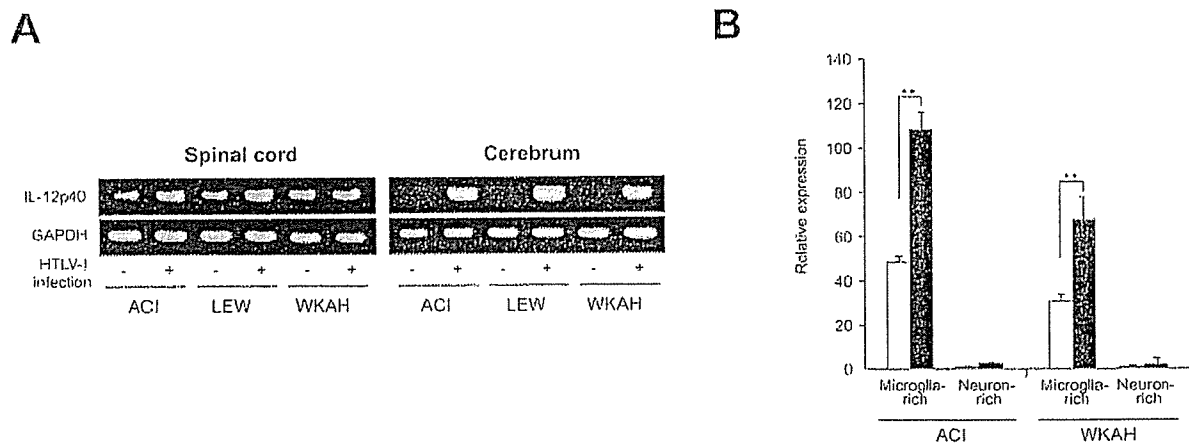 A
Spinal cord
Cerebrum
IL-12p40
GAPDH
HTLV-I infection
- + - + - + - + - + - +
ACI LEW WKAH ACI LEW WKAH
B
Relative expression
140
120
100
80
60
40
20
0
**
**
Microglia-rich
Neuron-rich
Microglia-rich
Neuron-rich
ACI
WKAH